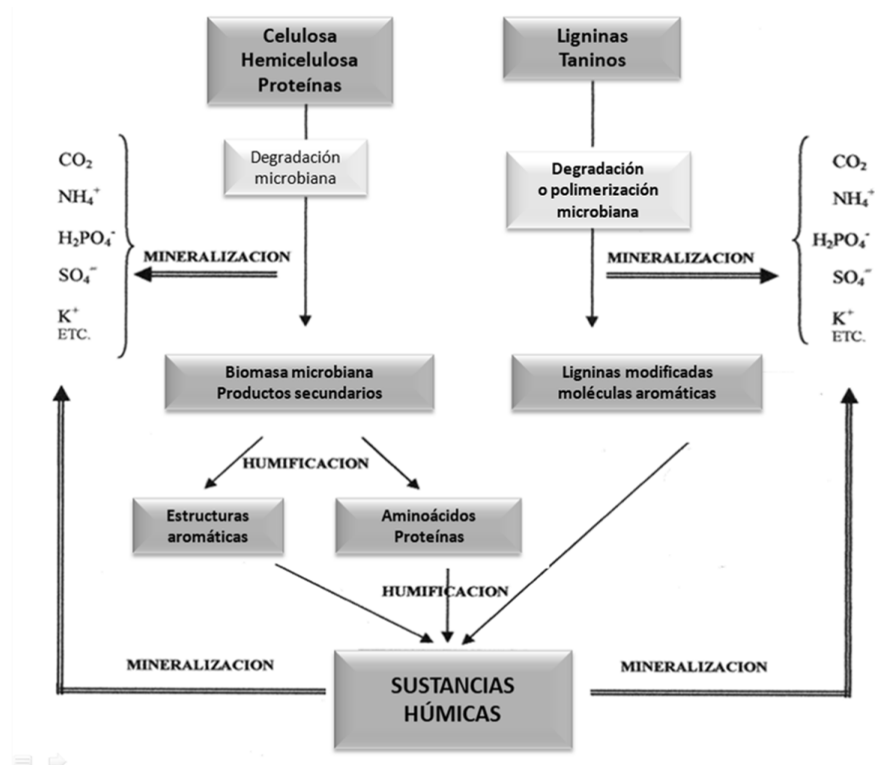 Celulosa
Hemicelulosa
Proteínas
Ligninas
Taninos
Degradación
microbiana
Degradación
o polimerización
microbiana
CO₂
NH₄⁺
H₂PO₄⁻
SO₄⁼
K⁺
ETC.
MINERALIZACION
MINERALIZACION
CO₂
NH₄⁺
H₂PO₄⁻
SO₄⁼
K⁺
ETC.
Biomasa microbiana
Productos secundarios
Ligninas modificadas
moléculas aromáticas
HUMIFICACION
Estructuras
aromáticas
Aminoácidos
Proteínas
HUMIFICACION
MINERALIZACION
SUSTANCIAS
HÚMICAS
MINERALIZACION